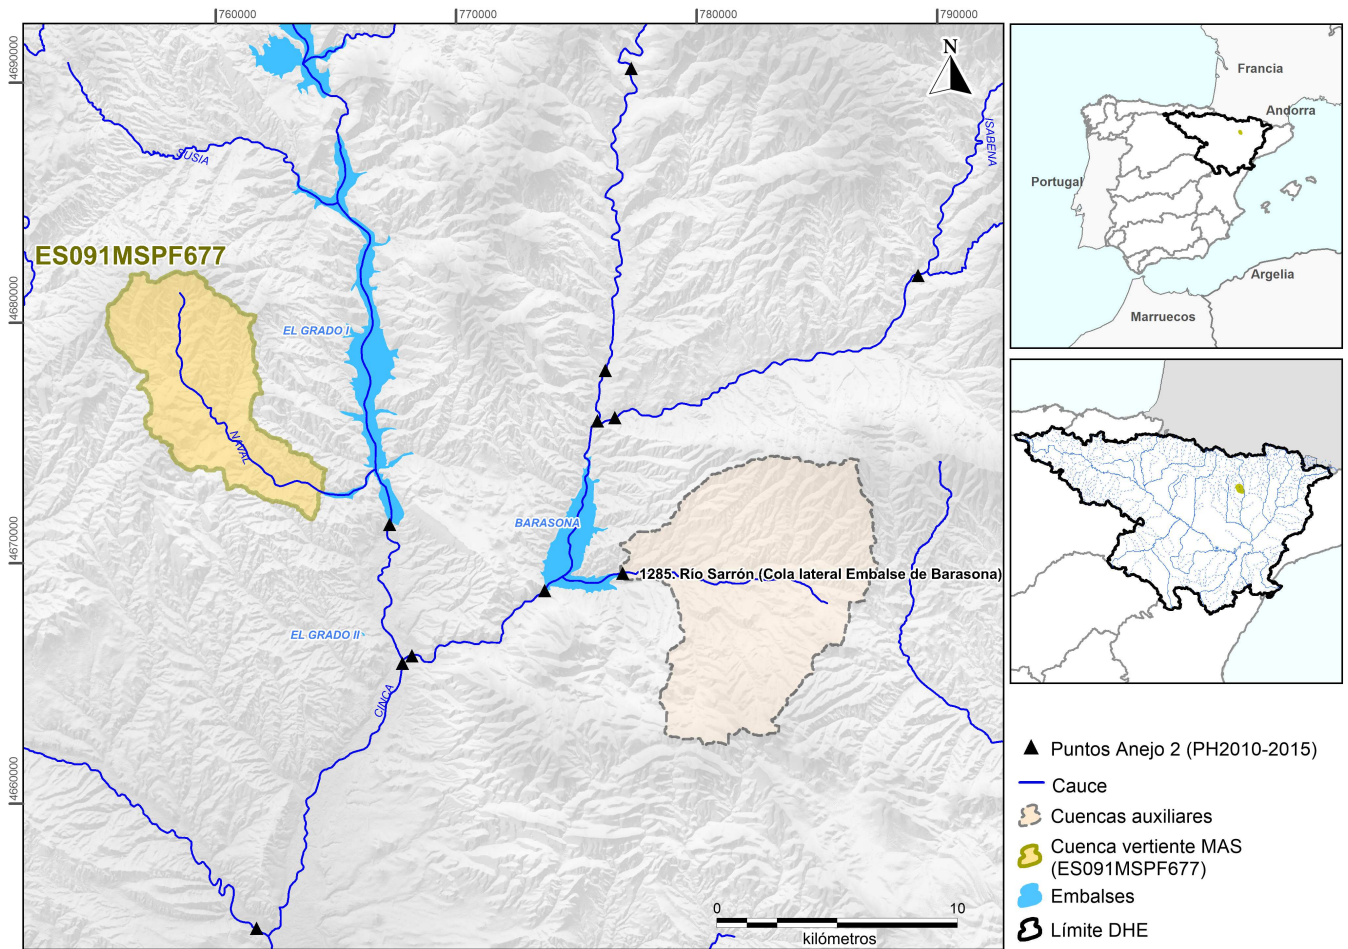 760000
770000
780000
790000
4690000
4680000
4670000
4660000
N
SUSIA
ISABENA
ES091MSPF677
EL GRADO I
NAVAL
BARASONA
1285: Río Sarrón (Cola lateral Embalse de Barasona)
EL GRADO II
CINCA
0
10
kilómetros
Francia
Andorra
Portugal
Argelia
Marruecos
Puntos Anejo 2 (PH2010-2015)
Cauce
Cuencas auxiliares
Cuenca vertiente MAS
(ES091MSPF677)
Embalses
Límite DHE